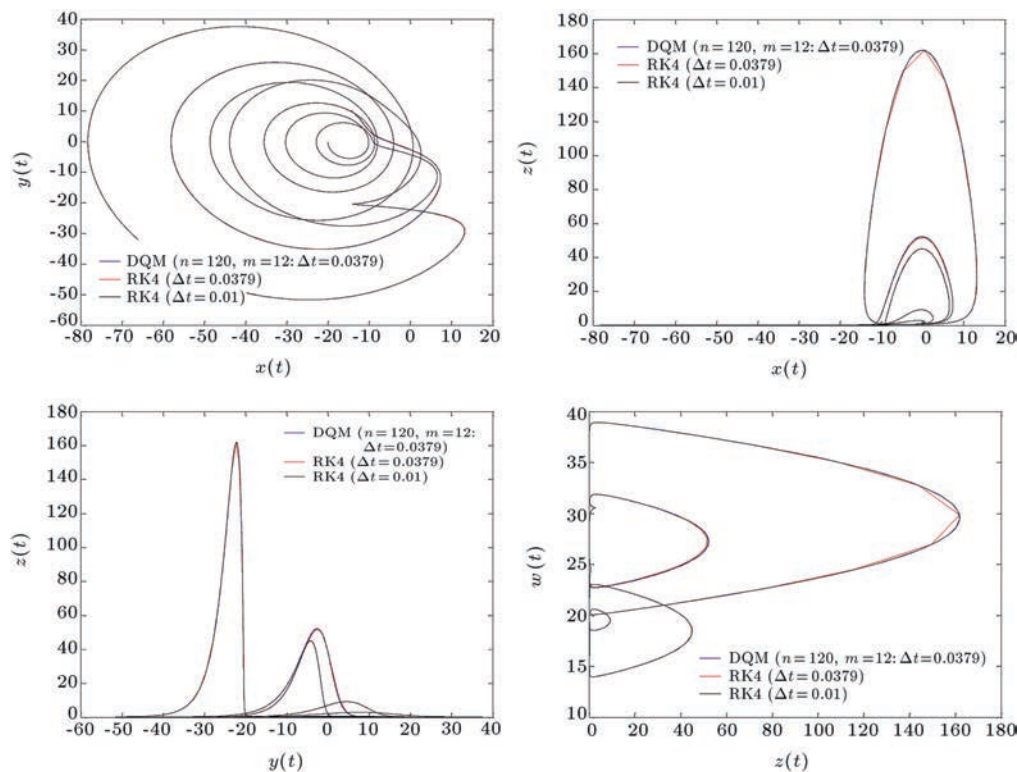 40
30
20
10
0
-10
-20
-30
-40
-50
-60
y(t)
DQM (n=120, m=12: Δt=0.0379)
RK4 (Δt=0.0379)
RK4 (Δt=0.01)
-80 -70 -60 -50 -40 -30 -20 -10 0 10 20
x(t)
180
160
140
120
100
80
60
40
20
0
z(t)
DQM (n=120, m=12: Δt=0.0379)
RK4 (Δt=0.0379)
RK4 (Δt=0.01)
-80 -70 -60 -50 -40 -30 -20 -10 0 10 20
x(t)
180
160
140
120
100
80
60
40
20
0
z(t)
DQM (n=120, m=12:
Δt=0.0379)
RK4 (Δt=0.0379)
RK4 (Δt=0.01)
-60 -50 -40 -30 -20 -10 0 10 20 30 40
y(t)
40
35
30
25
20
15
10
w(t)
DQM (n=120, m=12: Δt=0.0379)
RK4 (Δt=0.0379)
RK4 (Δt=0.01)
0 20 40 60 80 100 120 140 160 180
z(t)